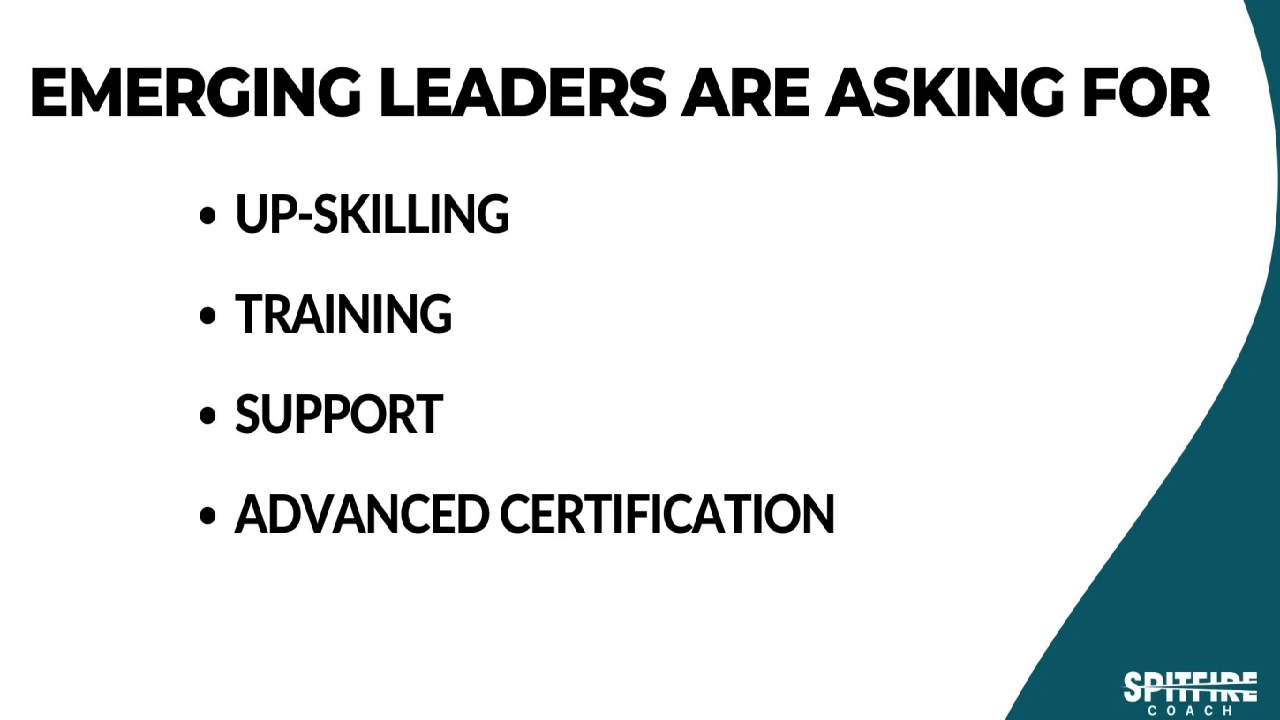 EMERGING LEADERS ARE ASKING FOR
• UP-SKILLING
• TRAINING
• SUPPORT
• ADVANCED CERTIFICATION
SPITFIRE
COACH